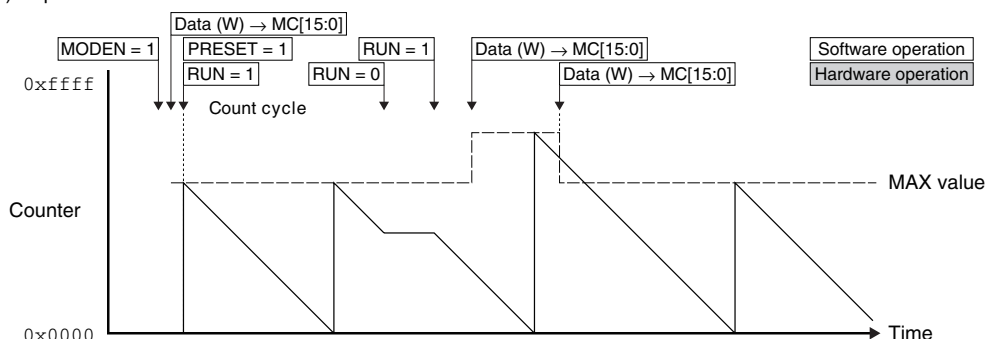 Data (W) → MC[15:0]
MODEN = 1
PRESET = 1
RUN = 1
Data (W) → MC[15:0]
Software operation
RUN = 1
RUN = 0
Data (W) → MC[15:0]
Hardware operation
0xffff
Count cycle
MAX value
Counter
0x0000
Time